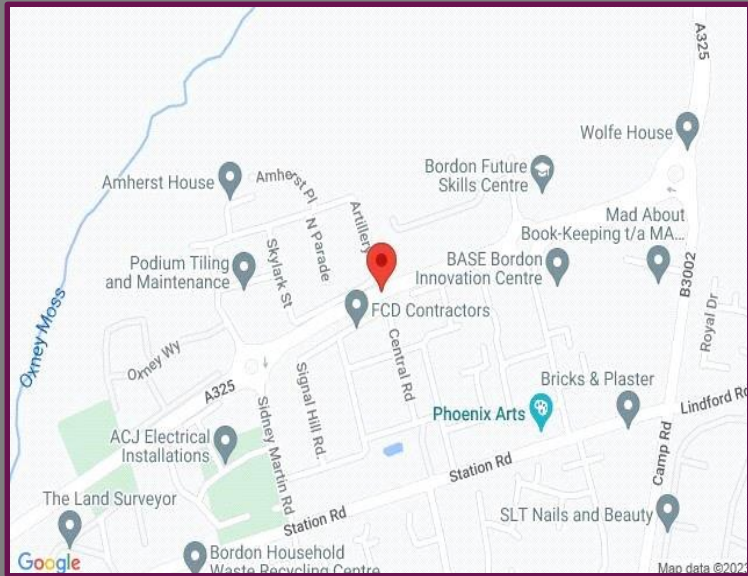 A325
Wolfe House
Bordon Future
Skills Centre
Amherst House
Amherst Pl
N Parade
Artillery
Mad About
Book-Keeping t/a MA...
Podium Tiling
and Maintenance
Skylark St
BASE Bordon
Innovation Centre
B3002
FCD Contractors
Oxney Moss
Royal Dr
Oxney Wy
Central Rd
A325
Signal Hill Rd
Bricks & Plaster
Sidney Martin Rd
Phoenix Arts
Lindford Rd
ACJ Electrical
Installations
Camp Rd
Station Rd
The Land Surveyor
SLT Nails and Beauty
Station Rd
Bordon Household
Waste Recycling Centre
Google
Map data ©2023